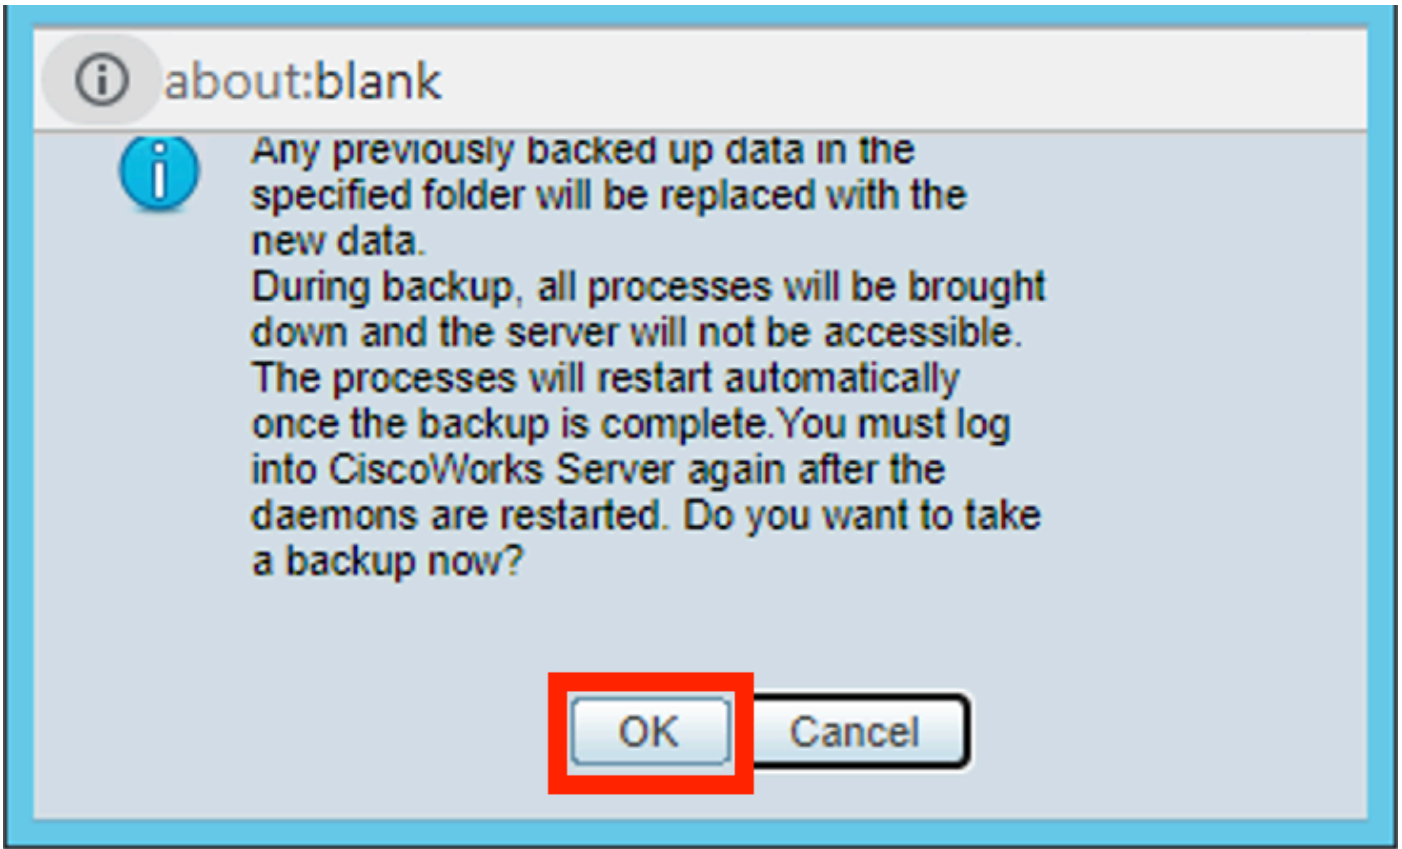 about:blank
Any previously backed up data in the
specified folder will be replaced with the
new data.
During backup, all processes will be brought
down and the server will not be accessible.
The processes will restart automatically
once the backup is complete.You must log
into CiscoWorks Server again after the
daemons are restarted. Do you want to take
a backup now?
OK Cancel